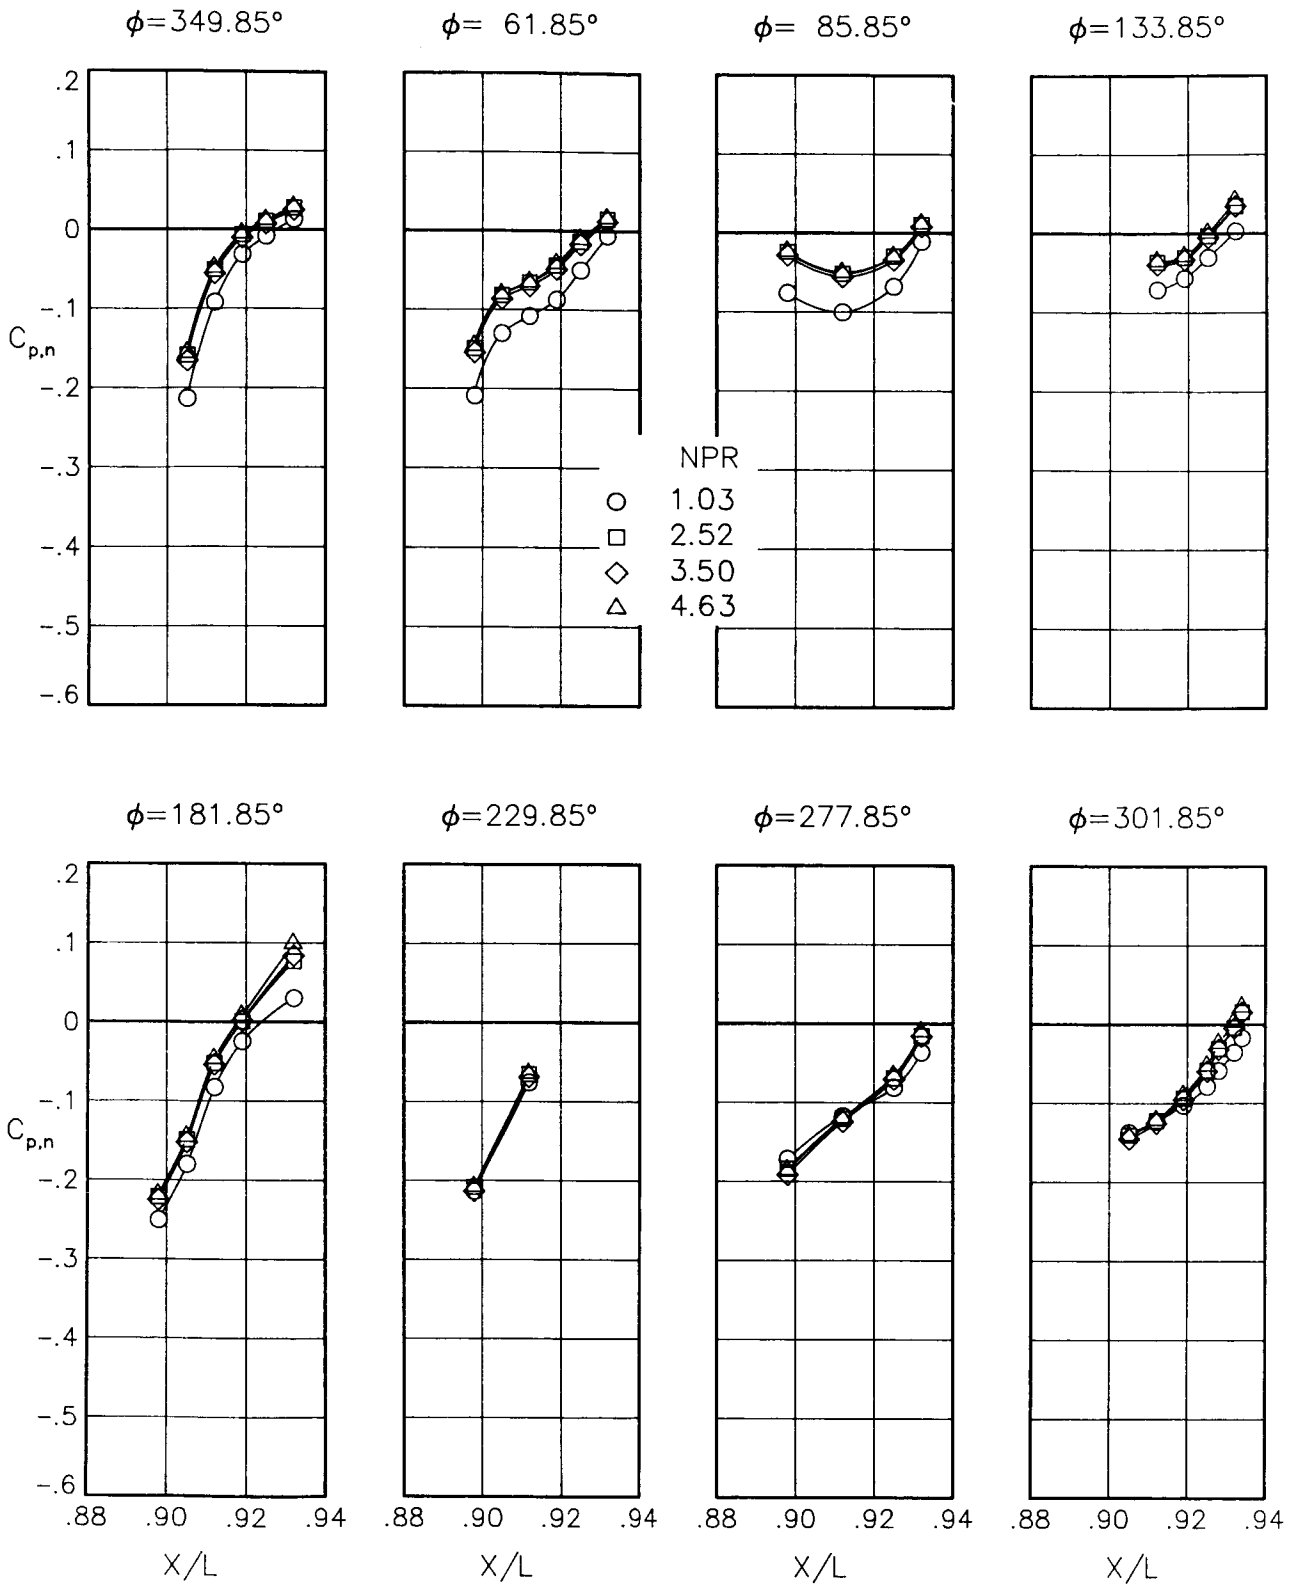 ϕ=349.85°
ϕ= 61.85°
ϕ= 85.85°
ϕ=133.85°
.2
.1
0
-.1
C_{p,n}
-.2
-.3
-.4
-.5
-.6
NPR
1.03
2.52
3.50
4.63
ϕ=181.85°
ϕ=229.85°
ϕ=277.85°
ϕ=301.85°
.2
.1
0
-.1
C_{p,n}
-.2
-.3
-.4
-.5
-.6
.88 .90 .92 .94
.88 .90 .92 .94
.88 .90 .92 .94
.88 .90 .92 .94
X/L
X/L
X/L
X/L